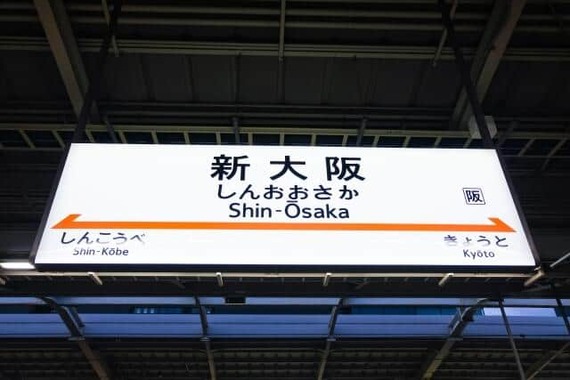 新大阪
しんおおさか
Shin-Ōsaka
阪
しんこうべ
Shin-Kōbe
きょうと
Kyōto